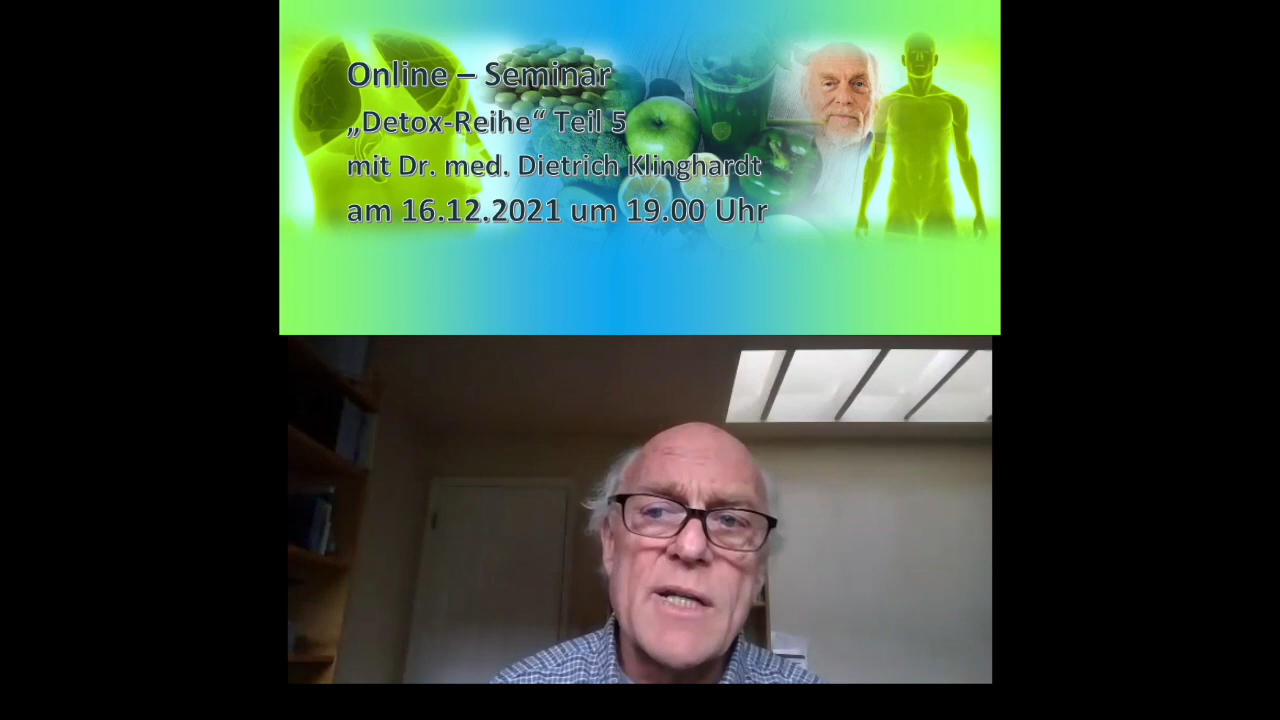 Online – Seminar
„Detox-Reihe“ Teil 5
mit Dr. med. Dietrich Klinghardt
am 16.12.2021 um 19.00 Uhr